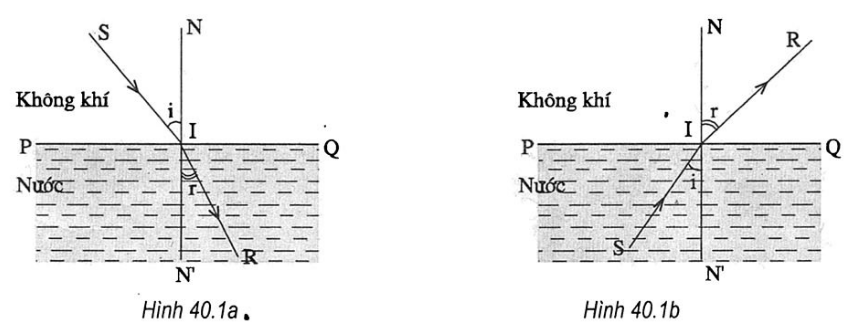 S
N
Không khí
i
I
P
Q
Nước
r
R
N'
Hình 40.1a
N
R
Không khí
r
I
P
Q
Nước
i
S
N'
Hình 40.1b